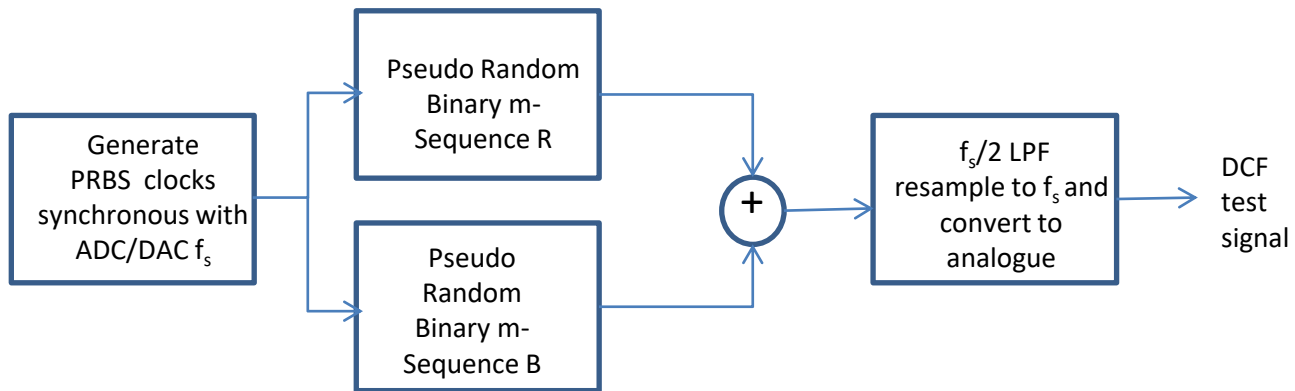 Generate
PRBS clocks
synchronous with
ADC/DAC fs
Pseudo Random
Binary m-
Sequence R
Pseudo
Random
Binary m-
Sequence B
+
fs/2 LPF
resample to fs and
convert to
analogue
DCF
test
signal